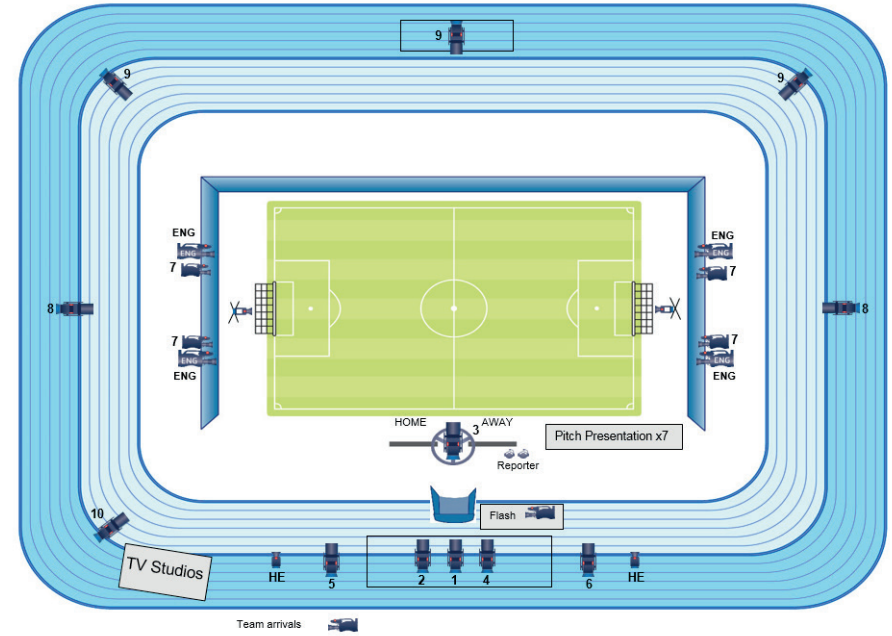 9
9
9
ENG
ENG
ENG
ENG
7
7
8
8
7
7
ENG
ENG
ENG
ENG
HOME
3
AWAY
Pitch Presentation x7
Reporter
10
Flash
TV Studios
HE
5
2
1
4
6
HE
Team arrivals